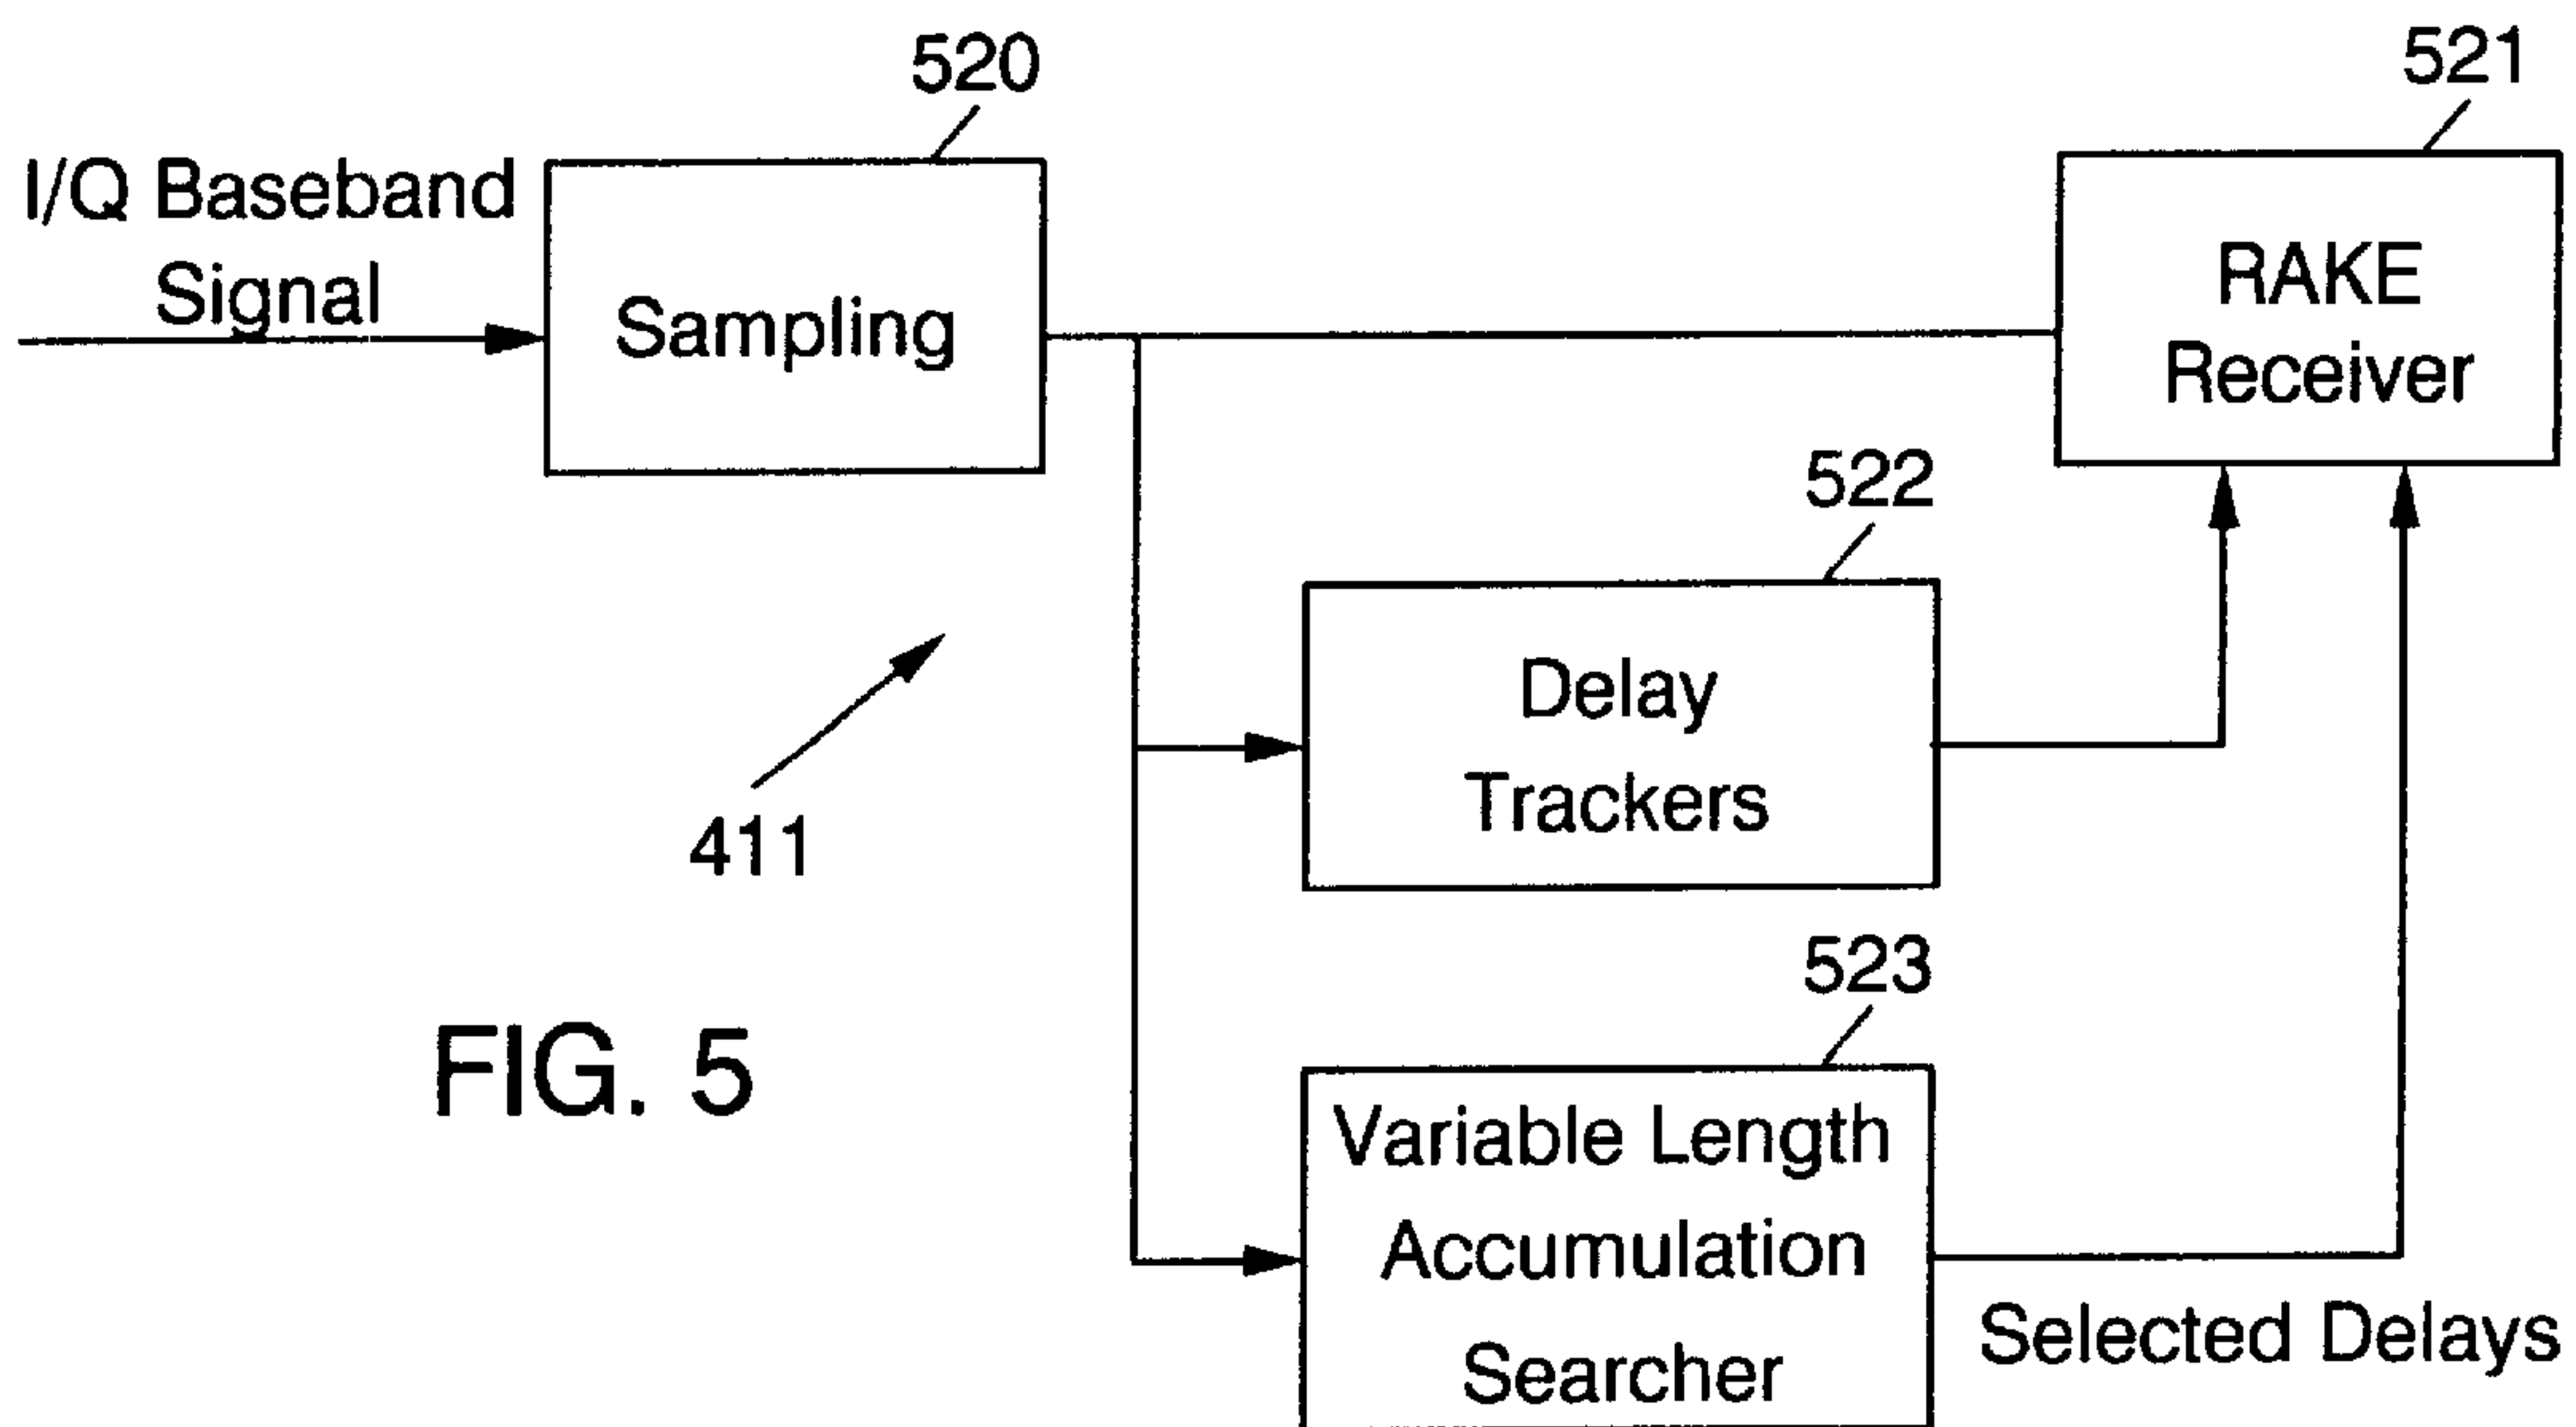 520
521
I/Q Baseband
Signal
Sampling
RAKE
Receiver
522
Delay
Trackers
411
523
FIG. 5
Variable Length
Accumulation
Searcher
Selected Delays